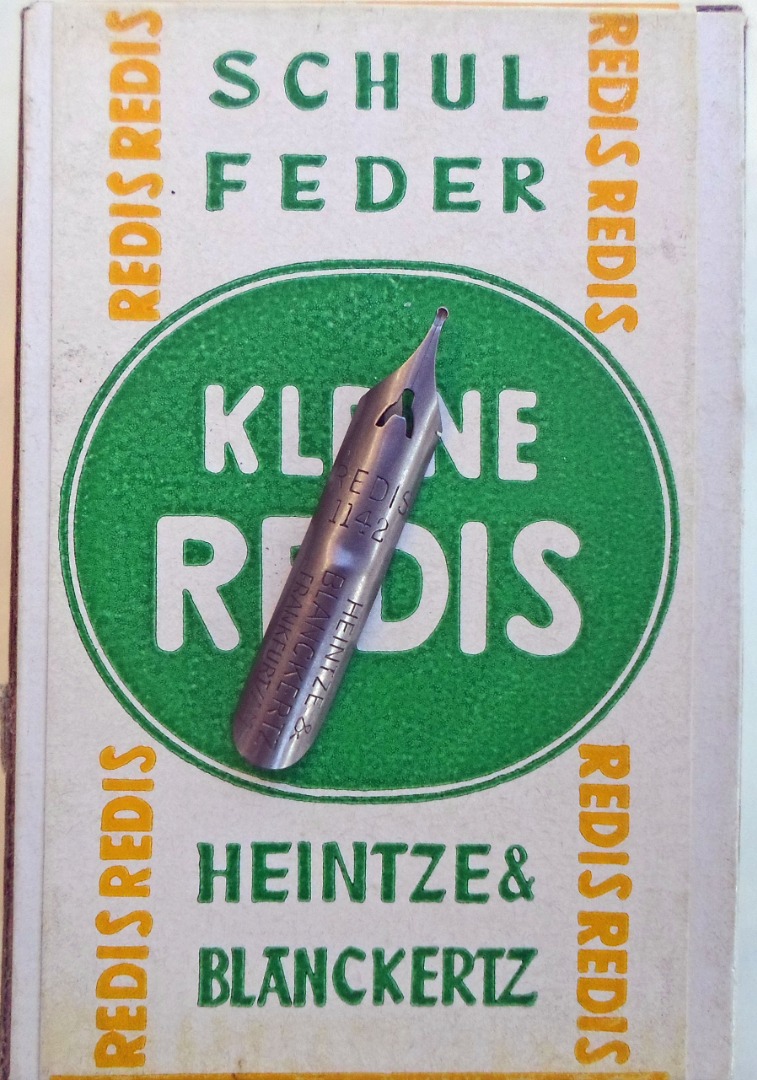 REDIS REDIS
SCHUL
FEDER
REDIS REDIS
KLEINE
REDIS
REDIS
1142
HEINTZE &
BLANCKERTZ
FRANKFURT/
REDIS REDIS
HEINTZE &
BLANCKERTZ
REDIS REDIS